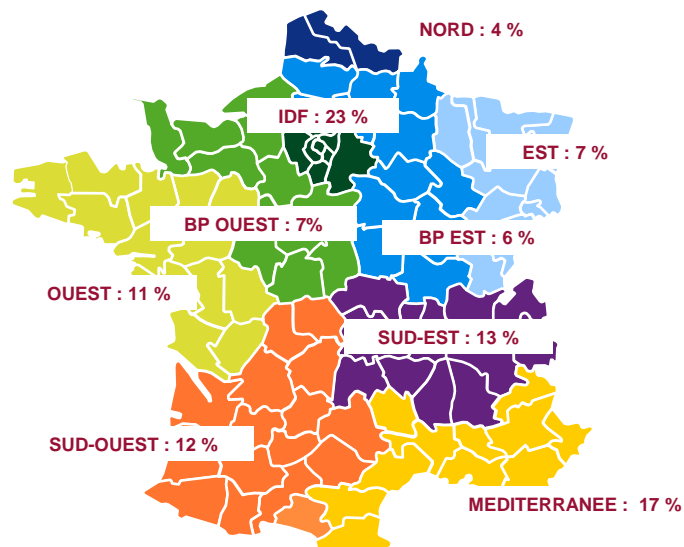 NORD : 4 %
IDF : 23 %
EST : 7 %
BP OUEST : 7%
BP EST : 6 %
OUEST : 11 %
SUD-EST : 13 %
SUD-OUEST : 12 %
MEDITERRANEE : 17 %